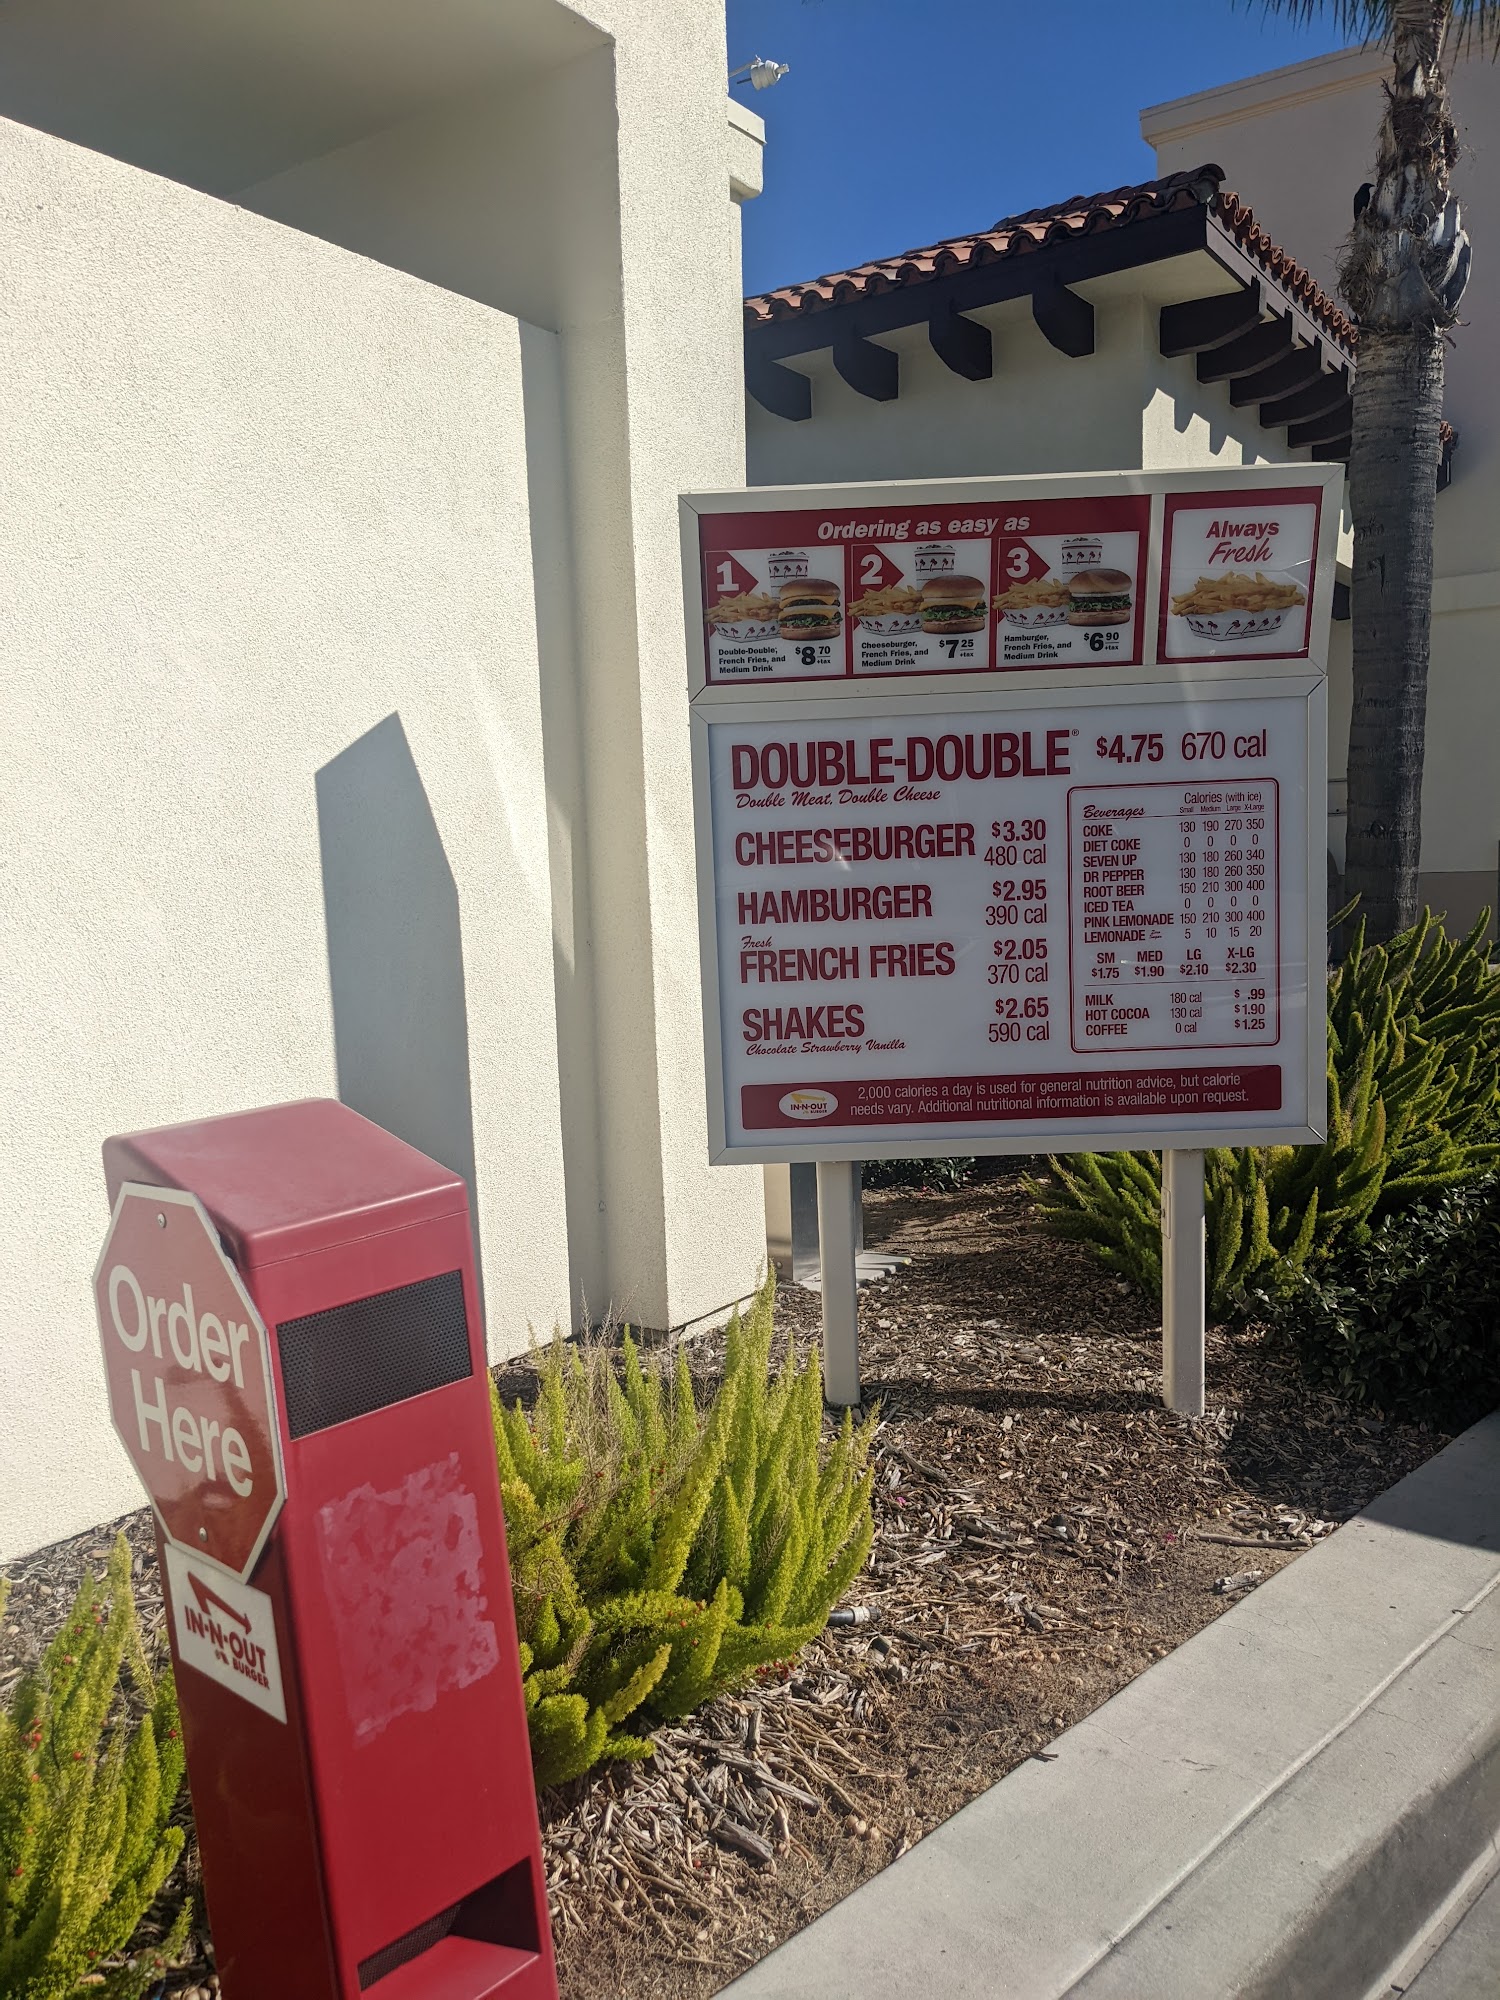 Ordering as easy as
1
Double-Double,
French Fries, and
Medium Drink
$8 70
+tax
2
Cheeseburger,
French Fries, and
Medium Drink
$7 25
+tax
3
Hamburger,
French Fries, and
Medium Drink
$6 90
+tax
Always
Fresh
DOUBLE-DOUBLE® $4.75 670 cal
Double Meat, Double Cheese
CHEESEBURGER $3.30
480 cal
HAMBURGER $2.95
390 cal
Fresh
FRENCH FRIES $2.05
370 cal
SHAKES $2.65
590 cal
Chocolate Strawberry Vanilla
Calories (with ice)
Beverages Small Medium Large X-Large
COKE 130 190 270 350
DIET COKE 0 0 0 0
SEVEN UP 130 180 260 340
DR PEPPER 130 180 260 350
ROOT BEER 150 210 300 400
ICED TEA 0 0 0 0
PINK LEMONADE 150 210 300 400
LEMONADE 5 10 15 20
SM MED LG X-LG
$1.75 $1.90 $2.10 $2.30
MILK 180 cal $ .99
HOT COCOA 130 cal $1.90
COFFEE 0 cal $1.25
IN-N-OUT
BURGER
2,000 calories a day is used for general nutrition advice, but calorie
needs vary. Additional nutritional information is available upon request.
Order
Here
IN-N-OUT
BURGER